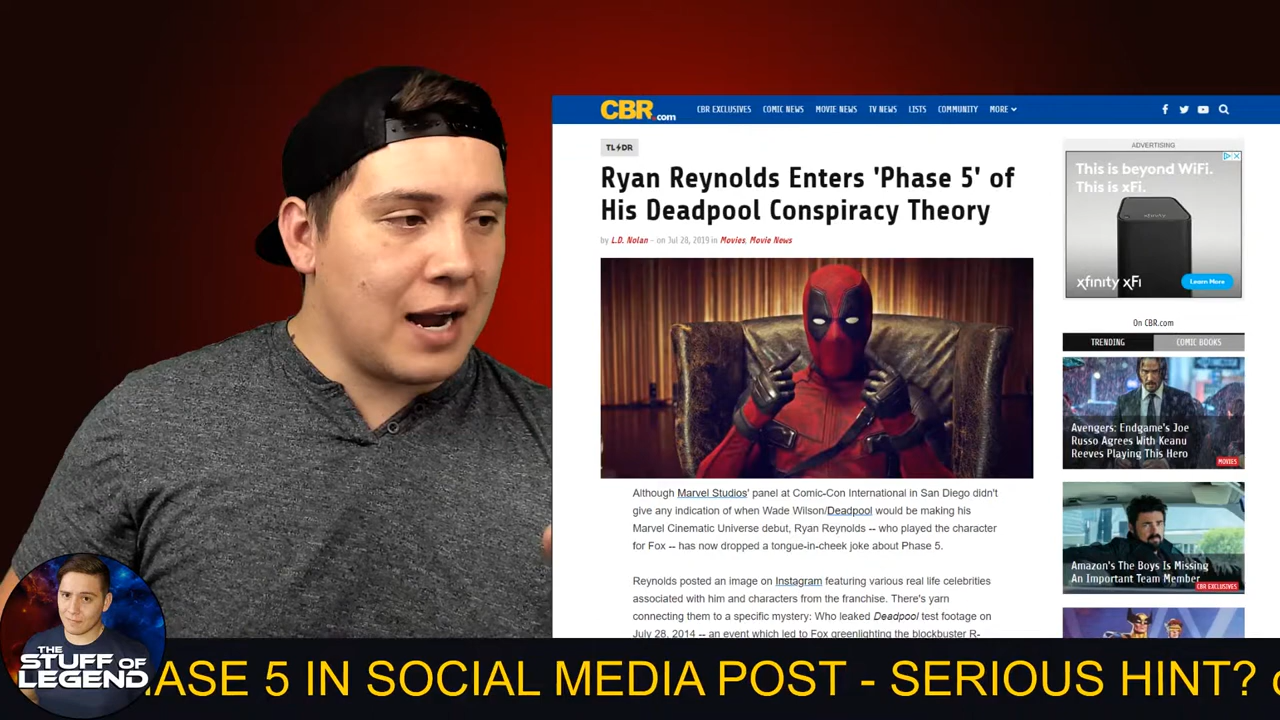 CBR.com
CBR EXCLUSIVES COMIC NEWS MOVIE NEWS TV NEWS LISTS COMMUNITY MORE
TL DR
Ryan Reynolds Enters 'Phase 5' of
His Deadpool Conspiracy Theory
by L.D. Nolan – on Jul 28, 2019 in Movies, Movie News
Although Marvel Studios' panel at Comic-Con International in San Diego didn't
give any indication of when Wade Wilson/Deadpool would be making his
Marvel Cinematic Universe debut, Ryan Reynolds -- who played the character
for Fox -- has now dropped a tongue-in-cheek joke about Phase 5.
Reynolds posted an image on Instagram featuring various real life celebrities
associated with him and characters from the franchise. There's yarn
connecting them to a specific mystery: Who leaked Deadpool test footage on
July 28, 2014 -- an event which led to Fox greenlighting the blockbuster R-
ADVERTISING
This is beyond WiFi.
This is xFi.
xfinity
xfinity xFi
Learn More
On CBR.com
TRENDING COMIC BOOKS
Avengers: Endgame's Joe
Russo Agrees With Keanu
Reeves Playing This Hero
MOVIES
Amazon's The Boys Is Missing
An Important Team Member
CBR EXCLUSIVES
THE
STUFF OF
LEGEND
HASE 5 IN SOCIAL MEDIA POST - SERIOUS HINT?